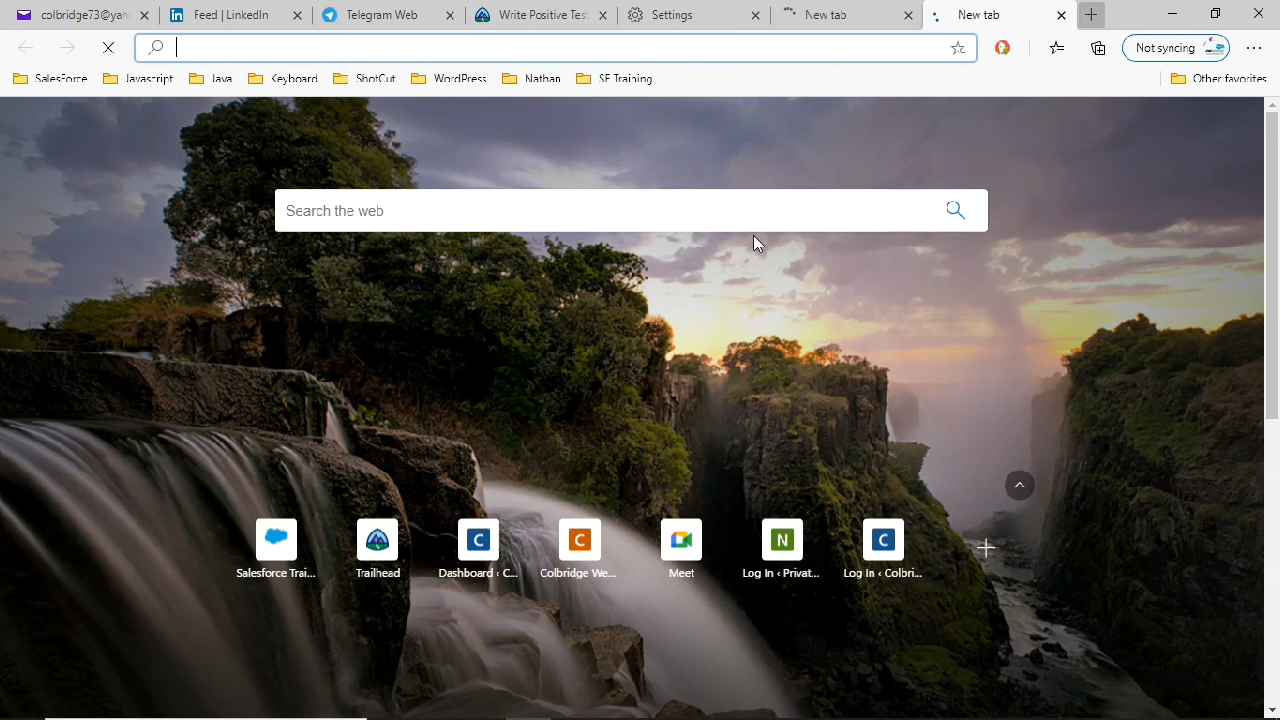 colbridge73@yaho
Feed | LinkedIn
Telegram Web
Write Positive Tes
Settings
New tab
New tab
Not syncing
SalesForce
Javascript
Java
Keyboard
ShotCut
WordPress
Nathan
SF Training
Other favorites
Search the web
Salesforce Trai...
Trailhead
C
Dashboard ‹ C...
C
Colbridge We...
Meet
N
Log In ‹ Privat...
C
Log In ‹ Colbri...